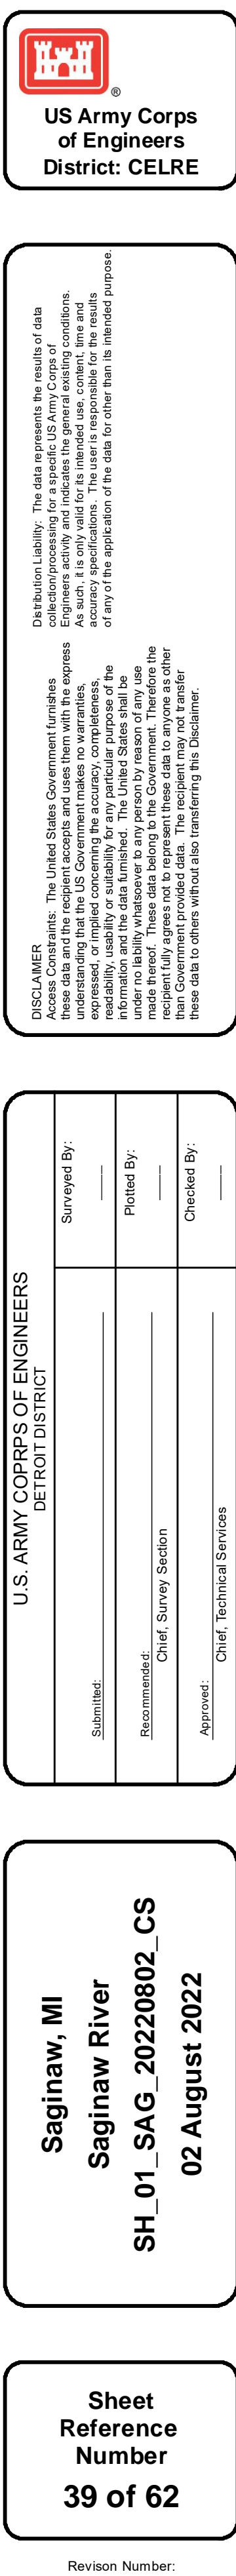 ®
US Army Corps
of Engineers
District: CELRE
DISCLAIMER
Access Constraints: The United States Government furnishes
these data and the recipient accepts and uses them with the express
understanding that the US Government makes no warranties,
expressed, or implied concerning the accuracy, completeness,
readability, usability or suitability for any particular purpose of the
information and the data furnished. The United States shall be
under no liability whatsoever to any person by reason of any use
made thereof. These data belong to the Government. Therefore the
recipient fully agrees not to represent these data to anyone as other
than Government provided data. The recipient may not transfer
these data to others without also transferring this Disclaimer.
Distribution Liability: The data represents the results of data
collection/processing for a specific US Army Corps of
Engineers activity and indicates the general existing conditions.
As such, it is only valid for its intended use, content, time and
accuracy specifications. The user is responsible for the results
of any of the application of the data for other than its intended purpose.
U.S. ARMY COPRPS OF ENGINEERS
DETROIT DISTRICT
Submitted:
Surveyed By:
Recommended:
Chief, Survey Section
Plotted By:
Approved:
Chief, Technical Services
Checked By:
Saginaw, MI
Saginaw River
SH_01_SAG_20220802_CS
02 August 2022
Sheet
Reference
Number
39 of 62
Revison Number: